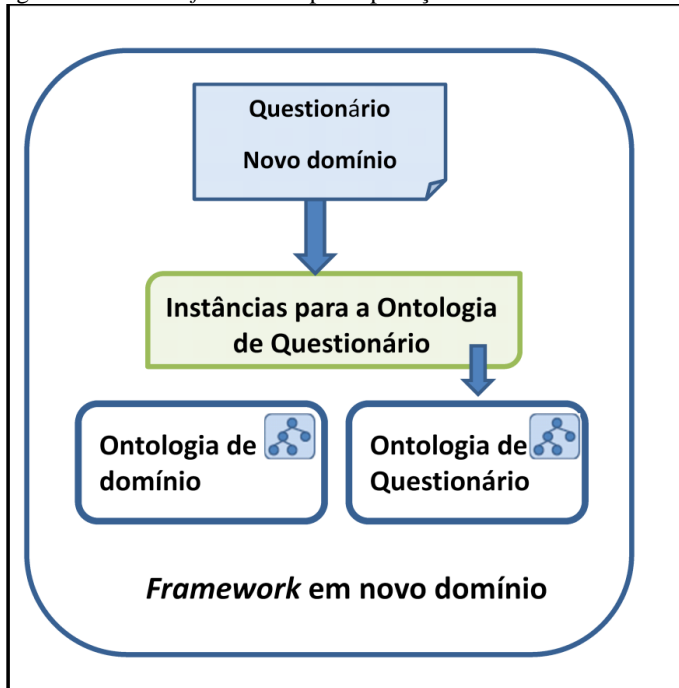 Questionário
Novo domínio
Instâncias para a Ontologia
de Questionário
Ontologia de
domínio
Ontologia de
Questionário
Framework em novo domínio